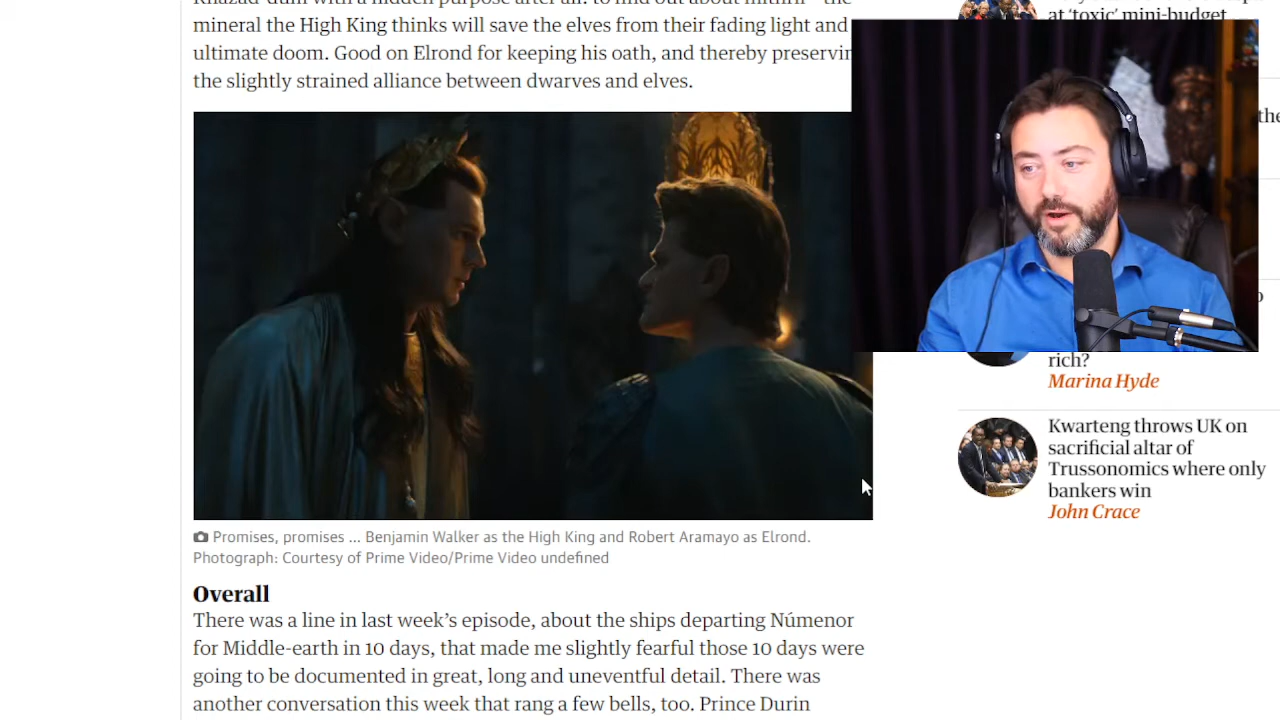 mineral the High King thinks will save the elves from their fading light and
ultimate doom. Good on Elrond for keeping his oath, and thereby
the slightly strained alliance between dwarves and elves.
Promises, promises ... Benjamin Walker as the High King and Robert Aramayo as Elrond.
Photograph: Courtesy of Prime Video/Prime Video undefined
Overall
There was a line in last week’s episode, about the ships departing Númenor
for Middle-earth in 10 days, that made me slightly fearful those 10 days were
going to be documented in great, long and uneventful detail. There was
another conversation this week that rang a few bells, too. Prince Durin
at ‘toxic’ mini-budget
rich?
Marina Hyde
Kwarteng throws UK on
sacrificial altar of
Trussonomics where only
bankers win
John Crace